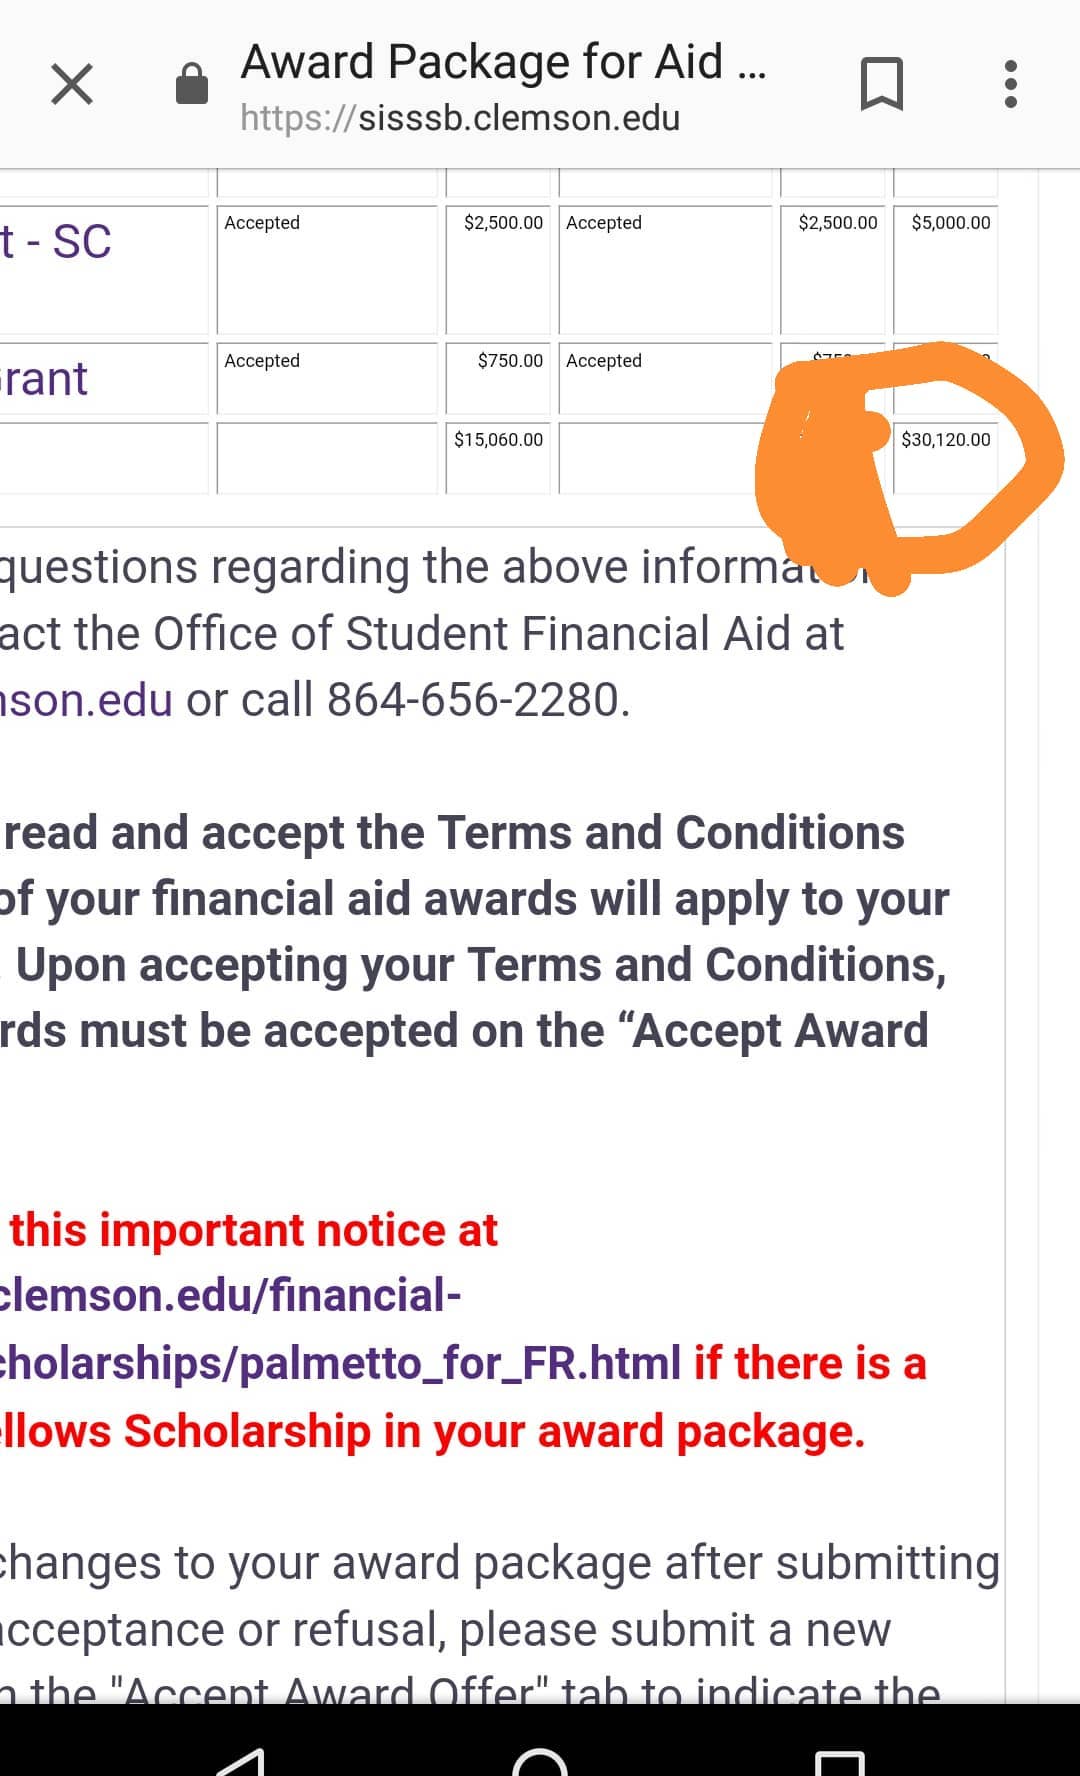 Award Package for Aid ...
https://sisssb.clemson.edu
t - SC Accepted $2,500.00 Accepted $2,500.00 $5,000.00
rant Accepted $750.00 Accepted
$15,060.00 $30,120.00
questions regarding the above
act the Office of Student Financial Aid at
son.edu or call 864-656-2280.
read and accept the Terms and Conditions
of your financial aid awards will apply to your
Upon accepting your Terms and Conditions,
rds must be accepted on the “Accept Award
this important notice at
clemson.edu/financial-
cholarships/palmetto_for_FR.html if there is a
llows Scholarship in your award package.
changes to your award package after submitting
acceptance or refusal, please submit a new
the "Accept Award Offer" tab to indicate the